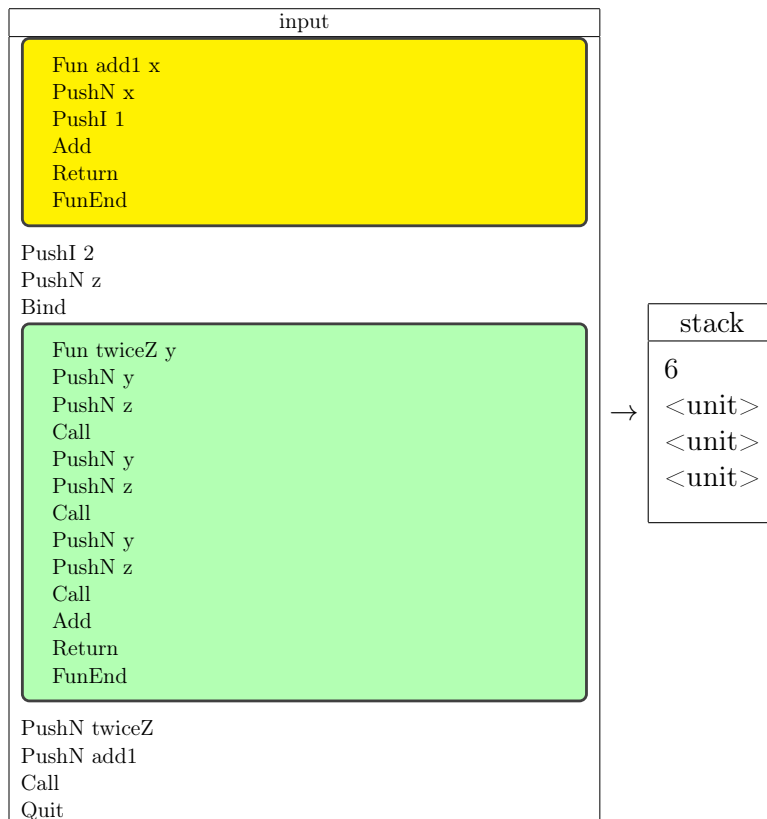 input
Fun add1 x
PushN x
PushI 1
Add
Return
FunEnd
PushI 2
PushN z
Bind
Fun twiceZ y
PushN y
PushN z
Call
PushN y
PushN z
Call
PushN y
PushN z
Call
Add
Return
FunEnd
PushN twiceZ
PushN add1
Call
Quit
→
stack
6
<unit>
<unit>
<unit>